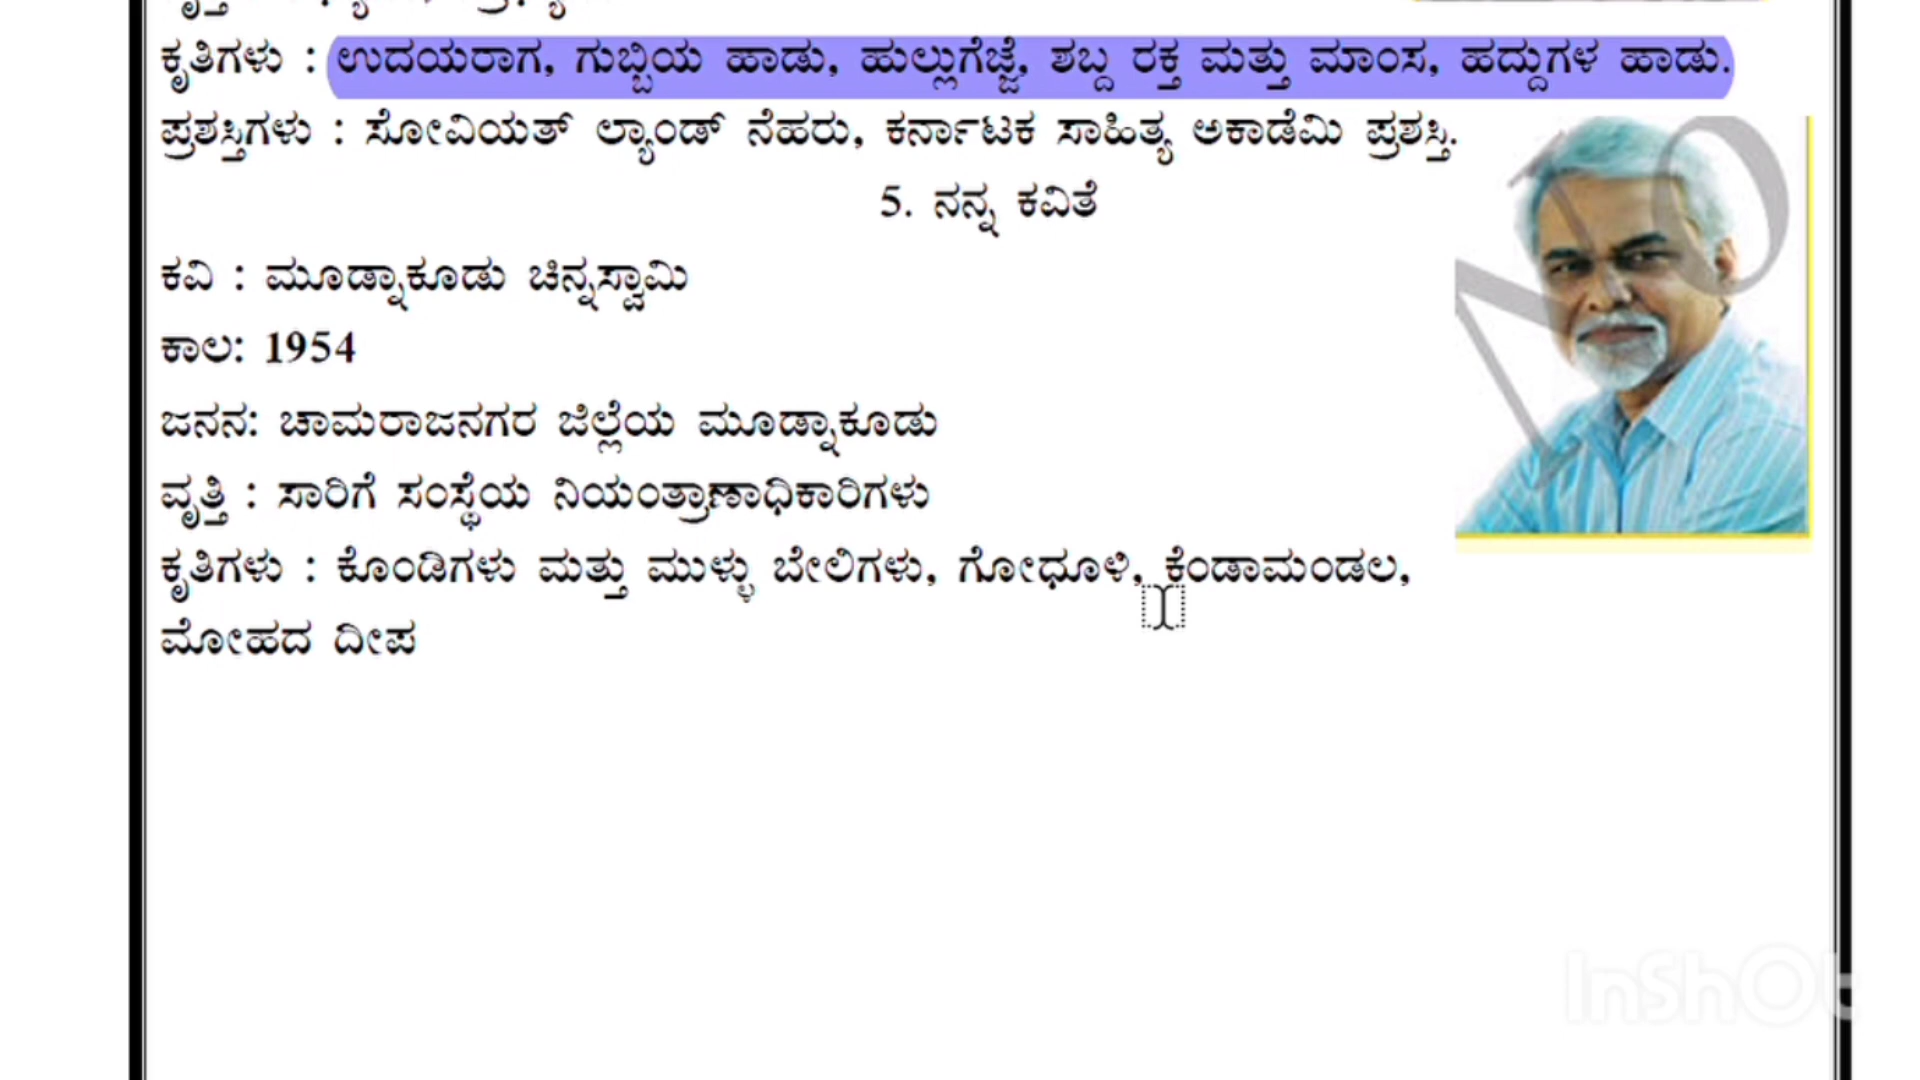 ಕೃತಿಗಳು : ಉದಯರಾಗ, ಗುಬ್ಬಿಯ ಹಾಡು, ಹುಲ್ಲುಗೆಜ್ಜೆ, ಶಬ್ದ ರಕ್ತ ಮತ್ತು ಮಾಂಸ, ಹದ್ದುಗಳ ಹಾಡು.
ಪ್ರಶಸ್ತಿಗಳು : ಸೋವಿಯತ್ ಲ್ಯಾಂಡ್ ನೆಹರು, ಕರ್ನಾಟಕ ಸಾಹಿತ್ಯ ಅಕಾಡೆಮಿ ಪ್ರಶಸ್ತಿ.
5. ನನ್ನ ಕವಿತೆ
ಕವಿ : ಮೂಡ್ನಾಕೂಡು ಚಿನ್ನಸ್ವಾಮಿ
ಕಾಲ: 1954
ಜನನ: ಚಾಮರಾಜನಗರ ಜಿಲ್ಲೆಯ ಮೂಡ್ನಾಕೂಡು
ವೃತ್ತಿ : ಸಾರಿಗೆ ಸಂಸ್ಥೆಯ ನಿಯಂತ್ರಾಣಾಧಿಕಾರಿಗಳು
ಕೃತಿಗಳು : ಕೊಂಡಿಗಳು ಮತ್ತು ಮುಳ್ಳು ಬೇಲಿಗಳು, ಗೋಧೂಳಿ, ಕೆಂಡಾಮಂಡಲ,
ಮೋಹದ ದೀಪ
InShOt